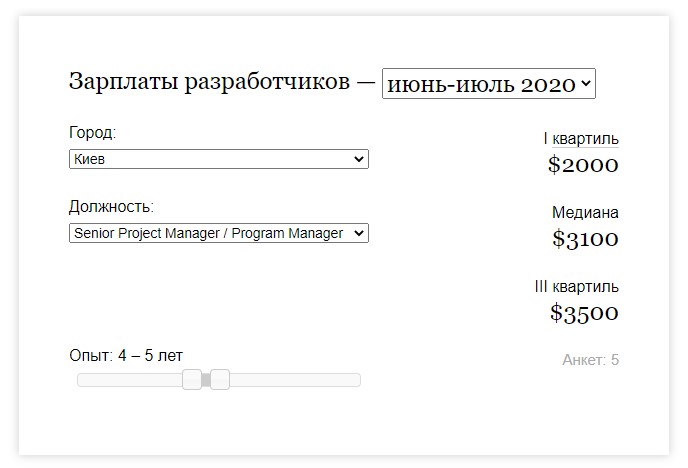 Зарплаты разработчиков — июнь-июль 2020
Город:
Киев
Должность:
Senior Project Manager / Program Manager
Опыт: 4 – 5 лет
I квартиль
$2000
Медиана
$3100
III квартиль
$3500
Анкет: 5